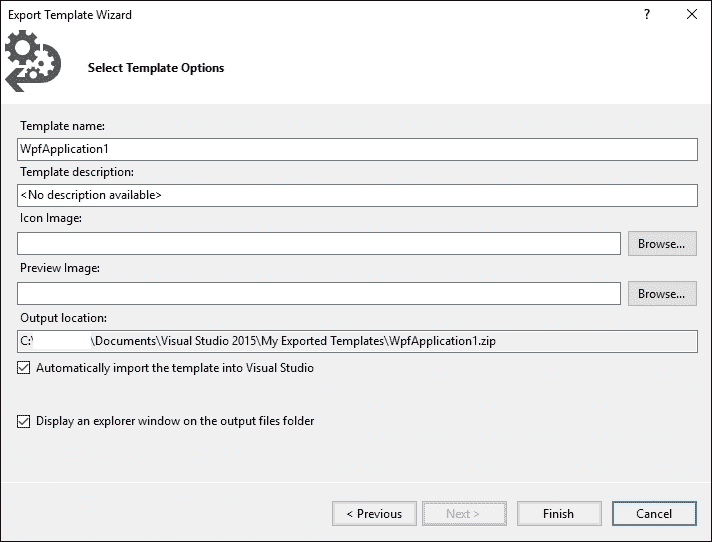 Export Template Wizard
Select Template Options
Template name:
WpfApplication1
Template description:
<No description available>
Icon Image:
Browse...
Preview Image:
Browse...
Output location:
C:\ \Documents\Visual Studio 2015\My Exported Templates\WpfApplication1.zip
Automatically import the template into Visual Studio
Display an explorer window on the output files folder
< Previous Next > Finish Cancel